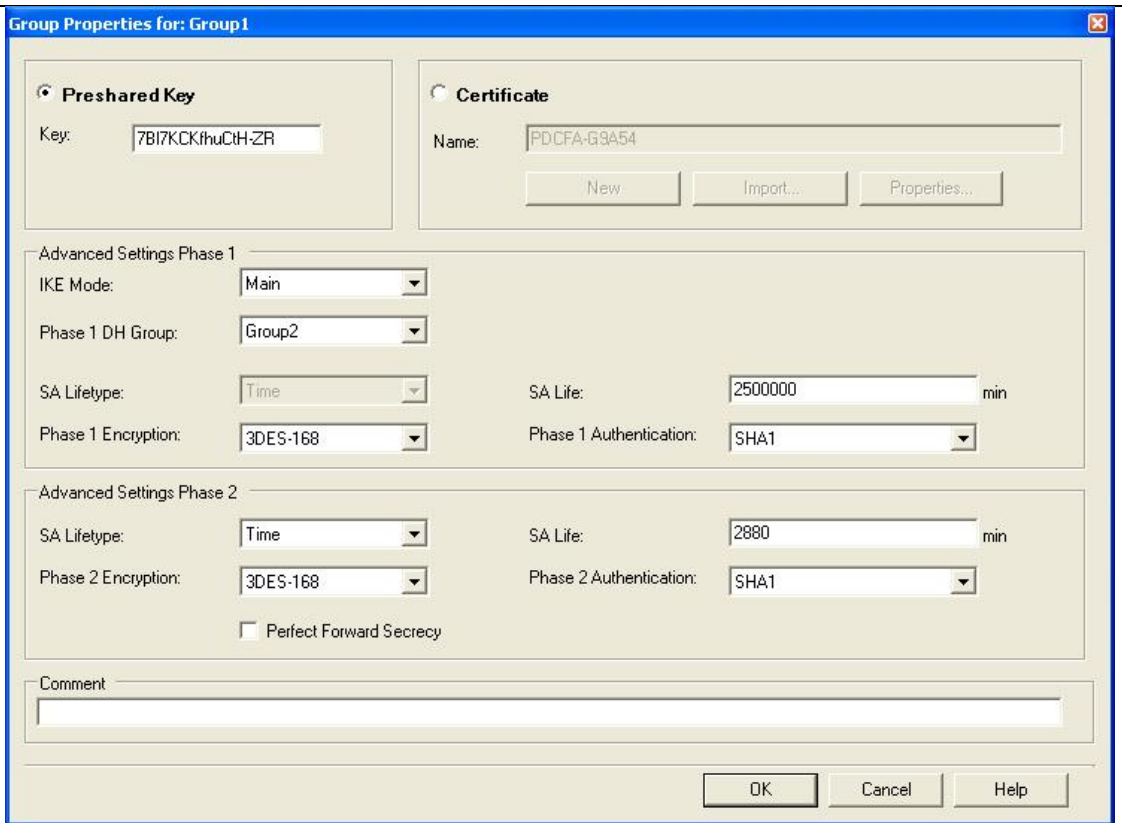 Group Properties for: Group1
Preshared Key
Certificate
Key: 7BI7KCKfhuCtH-ZR
Name: PDCFA-G9A54
New Import... Properties...
Advanced Settings Phase 1
IKE Mode: Main
Phase 1 DH Group: Group2
SA Lifetype: Time SA Life: 2500000 min
Phase 1 Encryption: 3DES-168 Phase 1 Authentication: SHA1
Advanced Settings Phase 2
SA Lifetype: Time SA Life: 2880 min
Phase 2 Encryption: 3DES-168 Phase 2 Authentication: SHA1
Perfect Forward Secrecy
Comment
OK Cancel Help